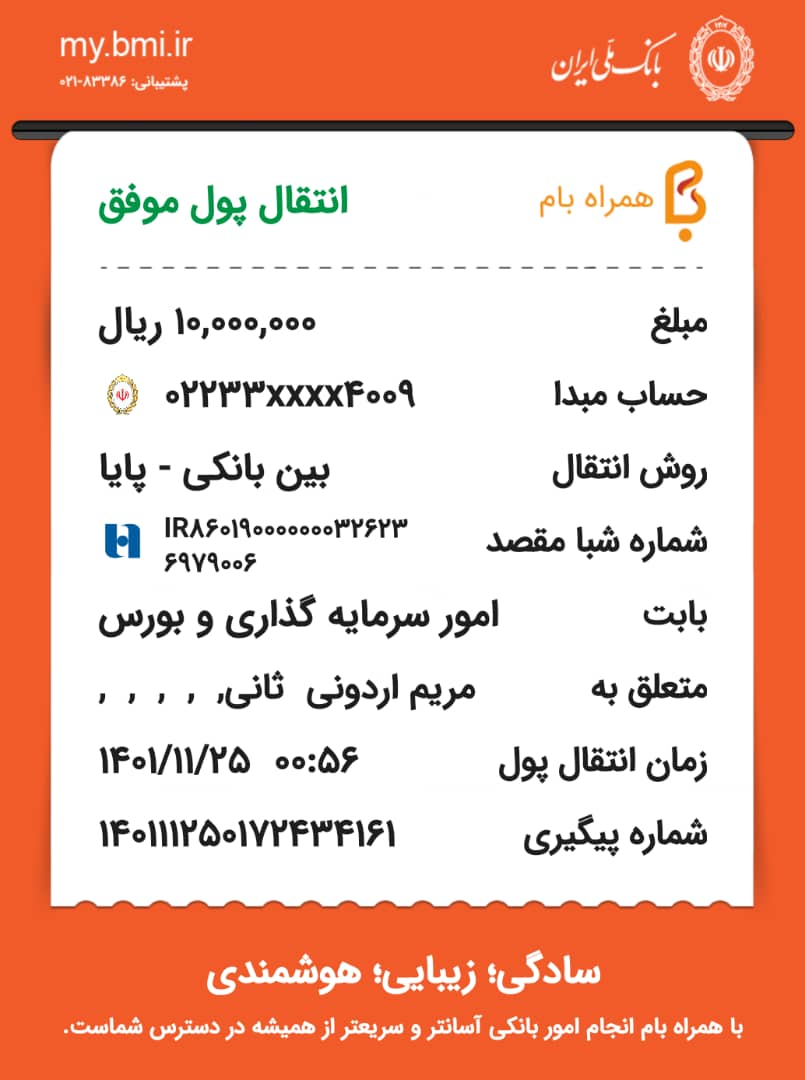 بانک ملی ایران
my.bmi.ir
پشتیبانی: ۸۳۳۸۶-۰۲۱
همراه بام
انتقال پول موفق
مبلغ ۱۰,۰۰۰,۰۰۰ ریال
حساب مبدا ۰۲۲۳۳xxxx۴۰۰۹
روش انتقال بین بانکی - پایا
شماره شبا مقصد IR۸۶۰۱۹۰۰۰۰۰۰۰۰۳۲۶۲۳
۶۹۷۹۰۰۶
بابت امور سرمایه گذاری و بورس
متعلق به مریم اردونی ثانی, , , , ,
زمان انتقال پول ۰۰:۵۶ ۱۴۰۱/۱۱/۲۵
شماره پیگیری ۱۴۰۱۱۱۲۵۰۱۷۲۴۳۴۱۶۱
سادگی؛ زیبایی؛ هوشمندی
با همراه بام انجام امور بانکی آسانتر و سریعتر از همیشه در دسترس شماست.